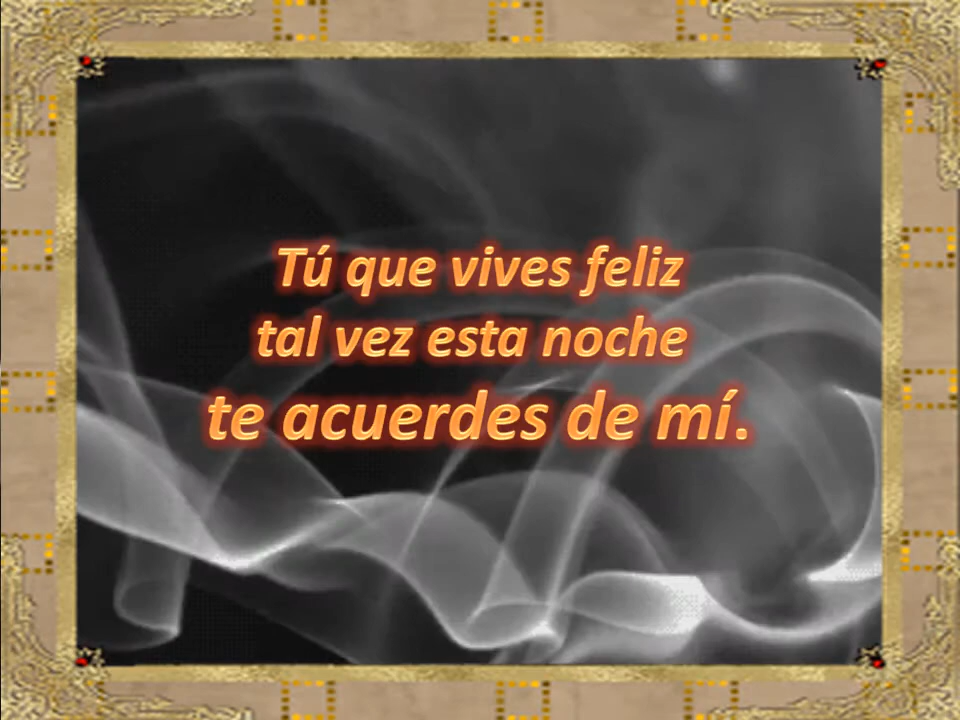 Tú que vives feliz
tal vez esta noche
te acuerdes de mí.